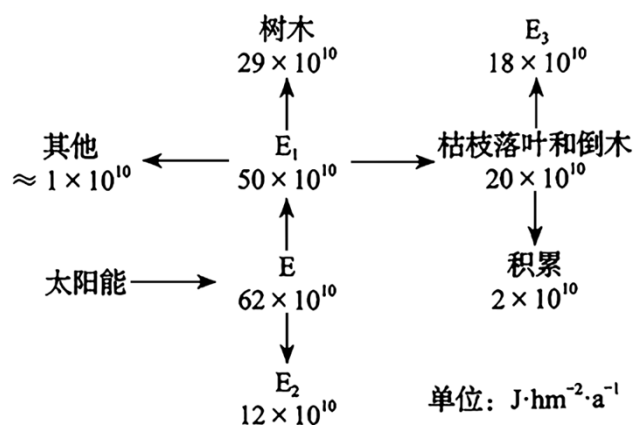 树木
29×10¹⁰
E₃
18×10¹⁰
其他
≈1×10¹⁰
E₁
50×10¹⁰
枯枝落叶和倒木
20×10¹⁰
太阳能
E
62×10¹⁰
积累
2×10¹⁰
E₂
12×10¹⁰
单位：J·hm⁻²·a⁻¹